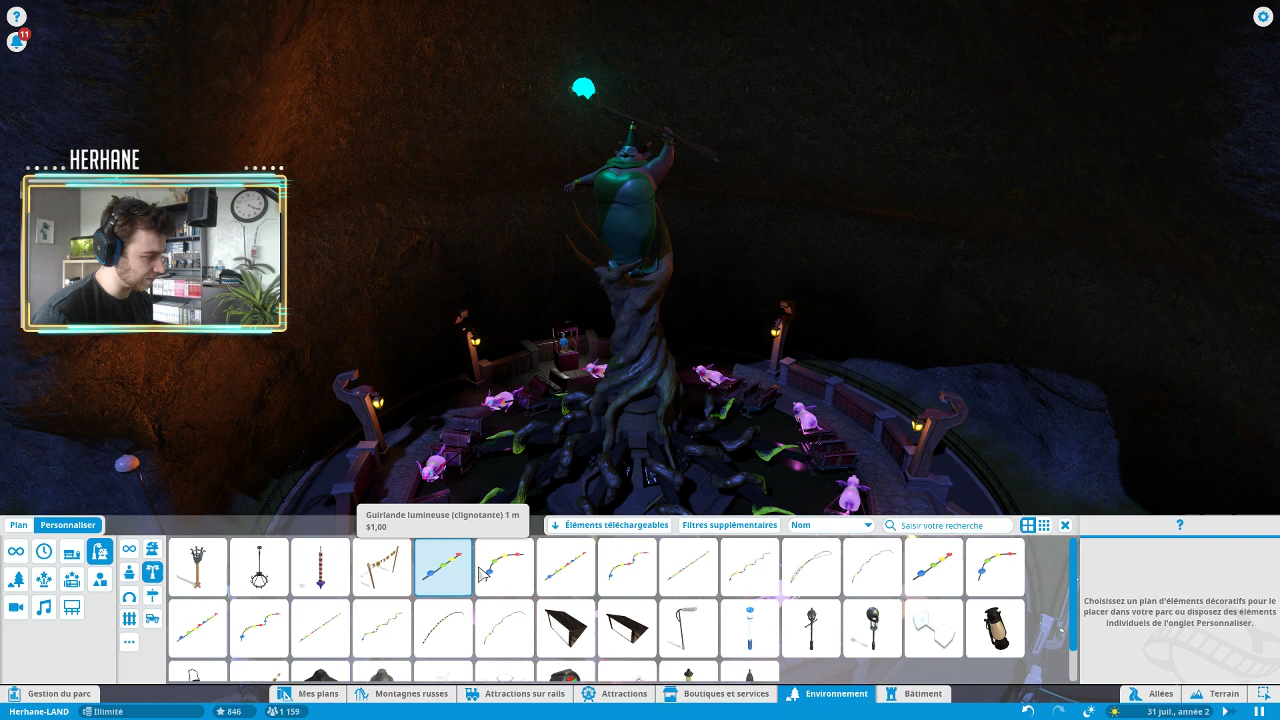 ?
11
HERHANE
Plan
Personnaliser
Guirlande lumineuse (clignotante) 1 m
$1,00
Éléments téléchargeables
Filtres supplémentaires
Nom
Saisir votre recherche
?
Choisissez un plan d'éléments décoratifs pour le
placer dans votre parc ou disposez des éléments
individuels de l'onglet Personnaliser.
Gestion du parc
Mes plans
Montagnes russes
Attractions sur rails
Attractions
Boutiques et services
Environnement
Bâtiment
Allées
Terrain
Herhane-LAND
Illimité
846
1 159
31 juil., année 2